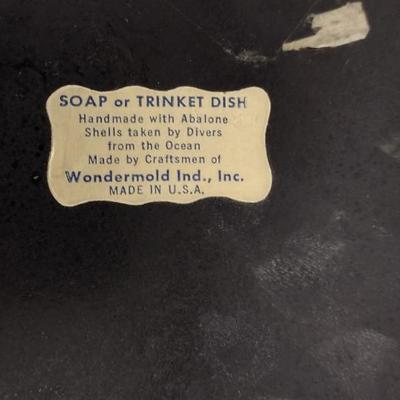 SOAP or TRINKET DISH
Handmade with Abalone
Shells taken by Divers
from the Ocean
Made by Craftsmen of
Wondermold Ind., Inc.
MADE IN U.S.A.